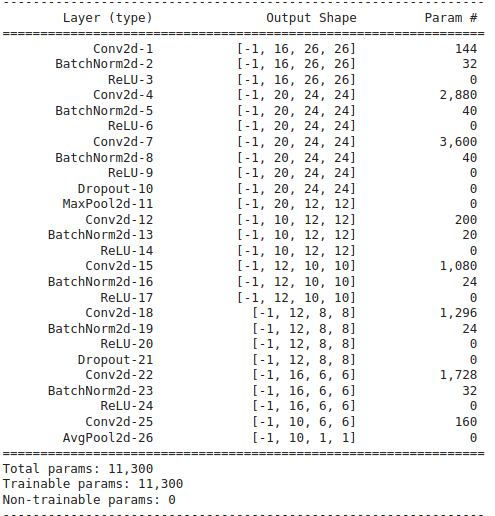 ----------------------------------------------------------------
Layer (type) Output Shape Param #
================================================================
Conv2d-1 [-1, 16, 26, 26] 144
BatchNorm2d-2 [-1, 16, 26, 26] 32
ReLU-3 [-1, 16, 26, 26] 0
Conv2d-4 [-1, 20, 24, 24] 2,880
BatchNorm2d-5 [-1, 20, 24, 24] 40
ReLU-6 [-1, 20, 24, 24] 0
Conv2d-7 [-1, 20, 24, 24] 3,600
BatchNorm2d-8 [-1, 20, 24, 24] 40
ReLU-9 [-1, 20, 24, 24] 0
Dropout-10 [-1, 20, 24, 24] 0
MaxPool2d-11 [-1, 20, 12, 12] 0
Conv2d-12 [-1, 10, 12, 12] 200
BatchNorm2d-13 [-1, 10, 12, 12] 20
ReLU-14 [-1, 10, 12, 12] 0
Conv2d-15 [-1, 12, 10, 10] 1,080
BatchNorm2d-16 [-1, 12, 10, 10] 24
ReLU-17 [-1, 12, 10, 10] 0
Conv2d-18 [-1, 12, 8, 8] 1,296
BatchNorm2d-19 [-1, 12, 8, 8] 24
ReLU-20 [-1, 12, 8, 8] 0
Dropout-21 [-1, 12, 8, 8] 0
Conv2d-22 [-1, 16, 6, 6] 1,728
BatchNorm2d-23 [-1, 16, 6, 6] 32
ReLU-24 [-1, 16, 6, 6] 0
Conv2d-25 [-1, 10, 6, 6] 160
AvgPool2d-26 [-1, 10, 1, 1] 0
================================================================
Total params: 11,300
Trainable params: 11,300
Non-trainable params: 0
----------------------------------------------------------------